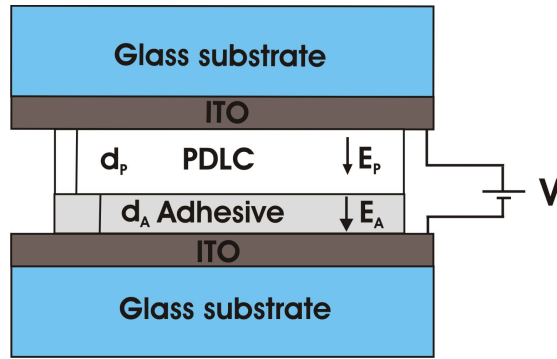 Glass substrate
ITO
dP PDLC EP
dA Adhesive EA
V
ITO
Glass substrate